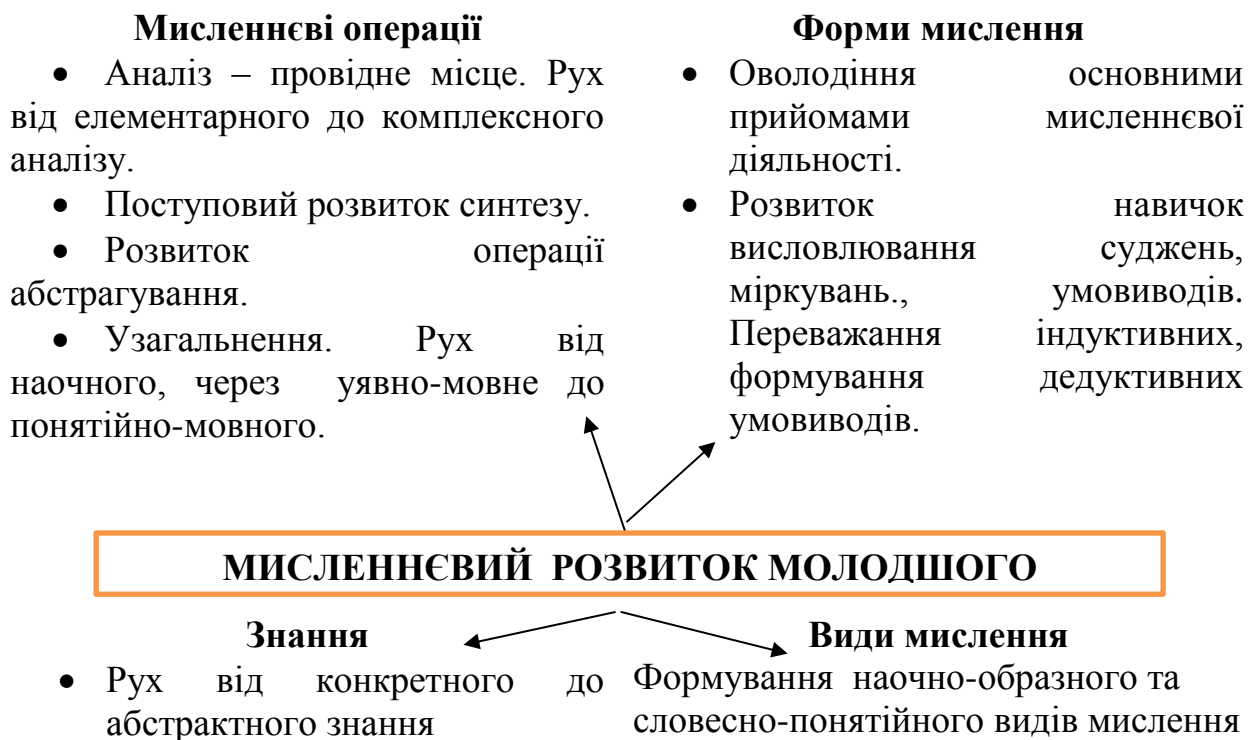 Мисленнєві операції
• Аналіз – провідне місце. Рух
від елементарного до комплексного
аналізу.
• Поступовий розвиток синтезу.
• Розвиток операції
абстрагування.
• Узагальнення. Рух від
наочного, через уявно-мовне до
понятійно-мовного.
Форми мислення
• Оволодіння основними
прийомами мисленнєвої
діяльності.
• Розвиток навичок
висловлювання суджень,
міркувань., умовиводів.
Переважання індуктивних,
формування дедуктивних
умовиводів.
МИСЛЕННЄВИЙ РОЗВИТОК МОЛОДШОГО
Знання
• Рух від конкретного до
абстрактного знання
Види мислення
Формування наочно-образного та
словесно-понятійного видів мислення